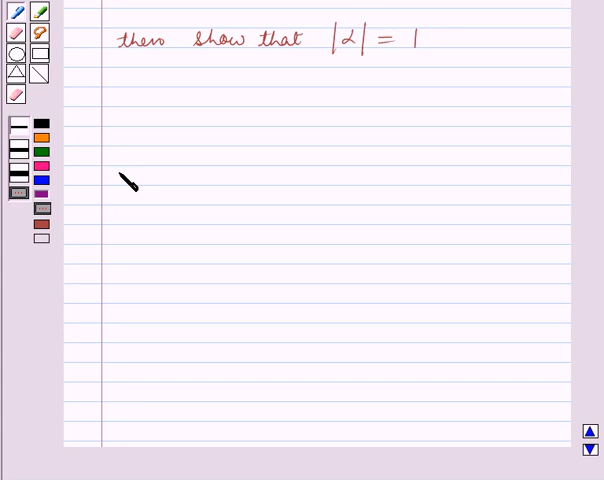 then show that |α| = 1